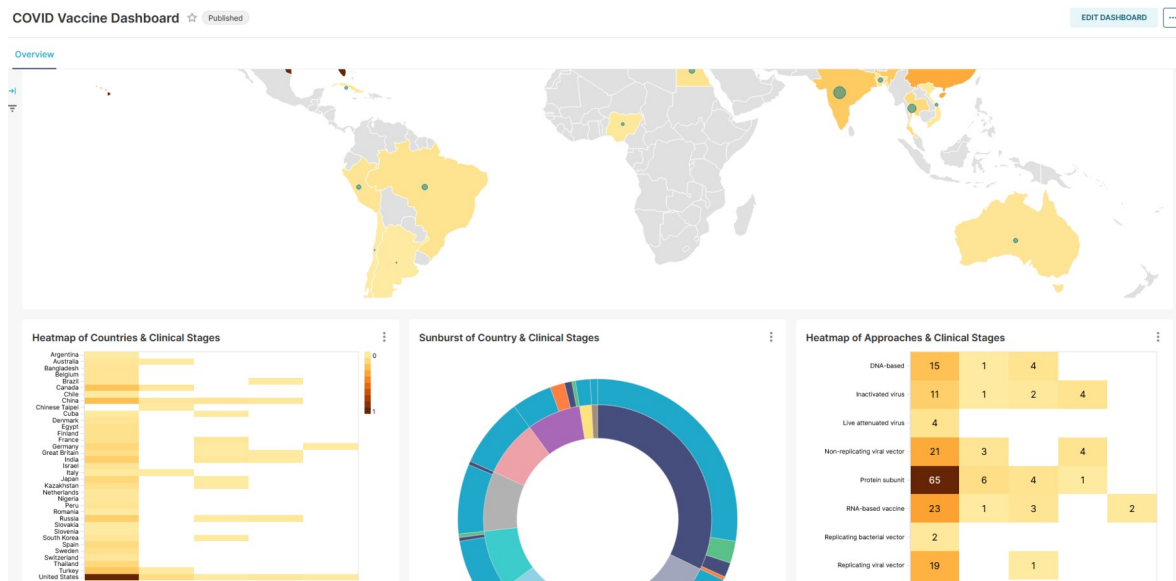 COVID Vaccine Dashboard
Published
EDIT DASHBOARD
Overview
Heatmap of Countries & Clinical Stages
Argentina
Australia
Bangladesh
Belgium
Brazil
Canada
Chile
China
Chinese Taipei
Cuba
Denmark
Egypt
Finland
France
Germany
Great Britain
India
Israel
Italy
Japan
Kazakhstan
Netherlands
Nigeria
Peru
Romania
Russia
Slovakia
Slovenia
South Korea
Spain
Sweden
Switzerland
Thailand
Turkey
United States
0
1
Sunburst of Country & Clinical Stages
Heatmap of Approaches & Clinical Stages
DNA-based 15 1 4
Inactivated virus 11 1 2 4
Live attenuated virus 4
Non-replicating viral vector 21 3 4
Protein subunit 65 6 4 1
RNA-based vaccine 23 1 3 2
Replicating bacterial vector 2
Replicating viral vector 19 1